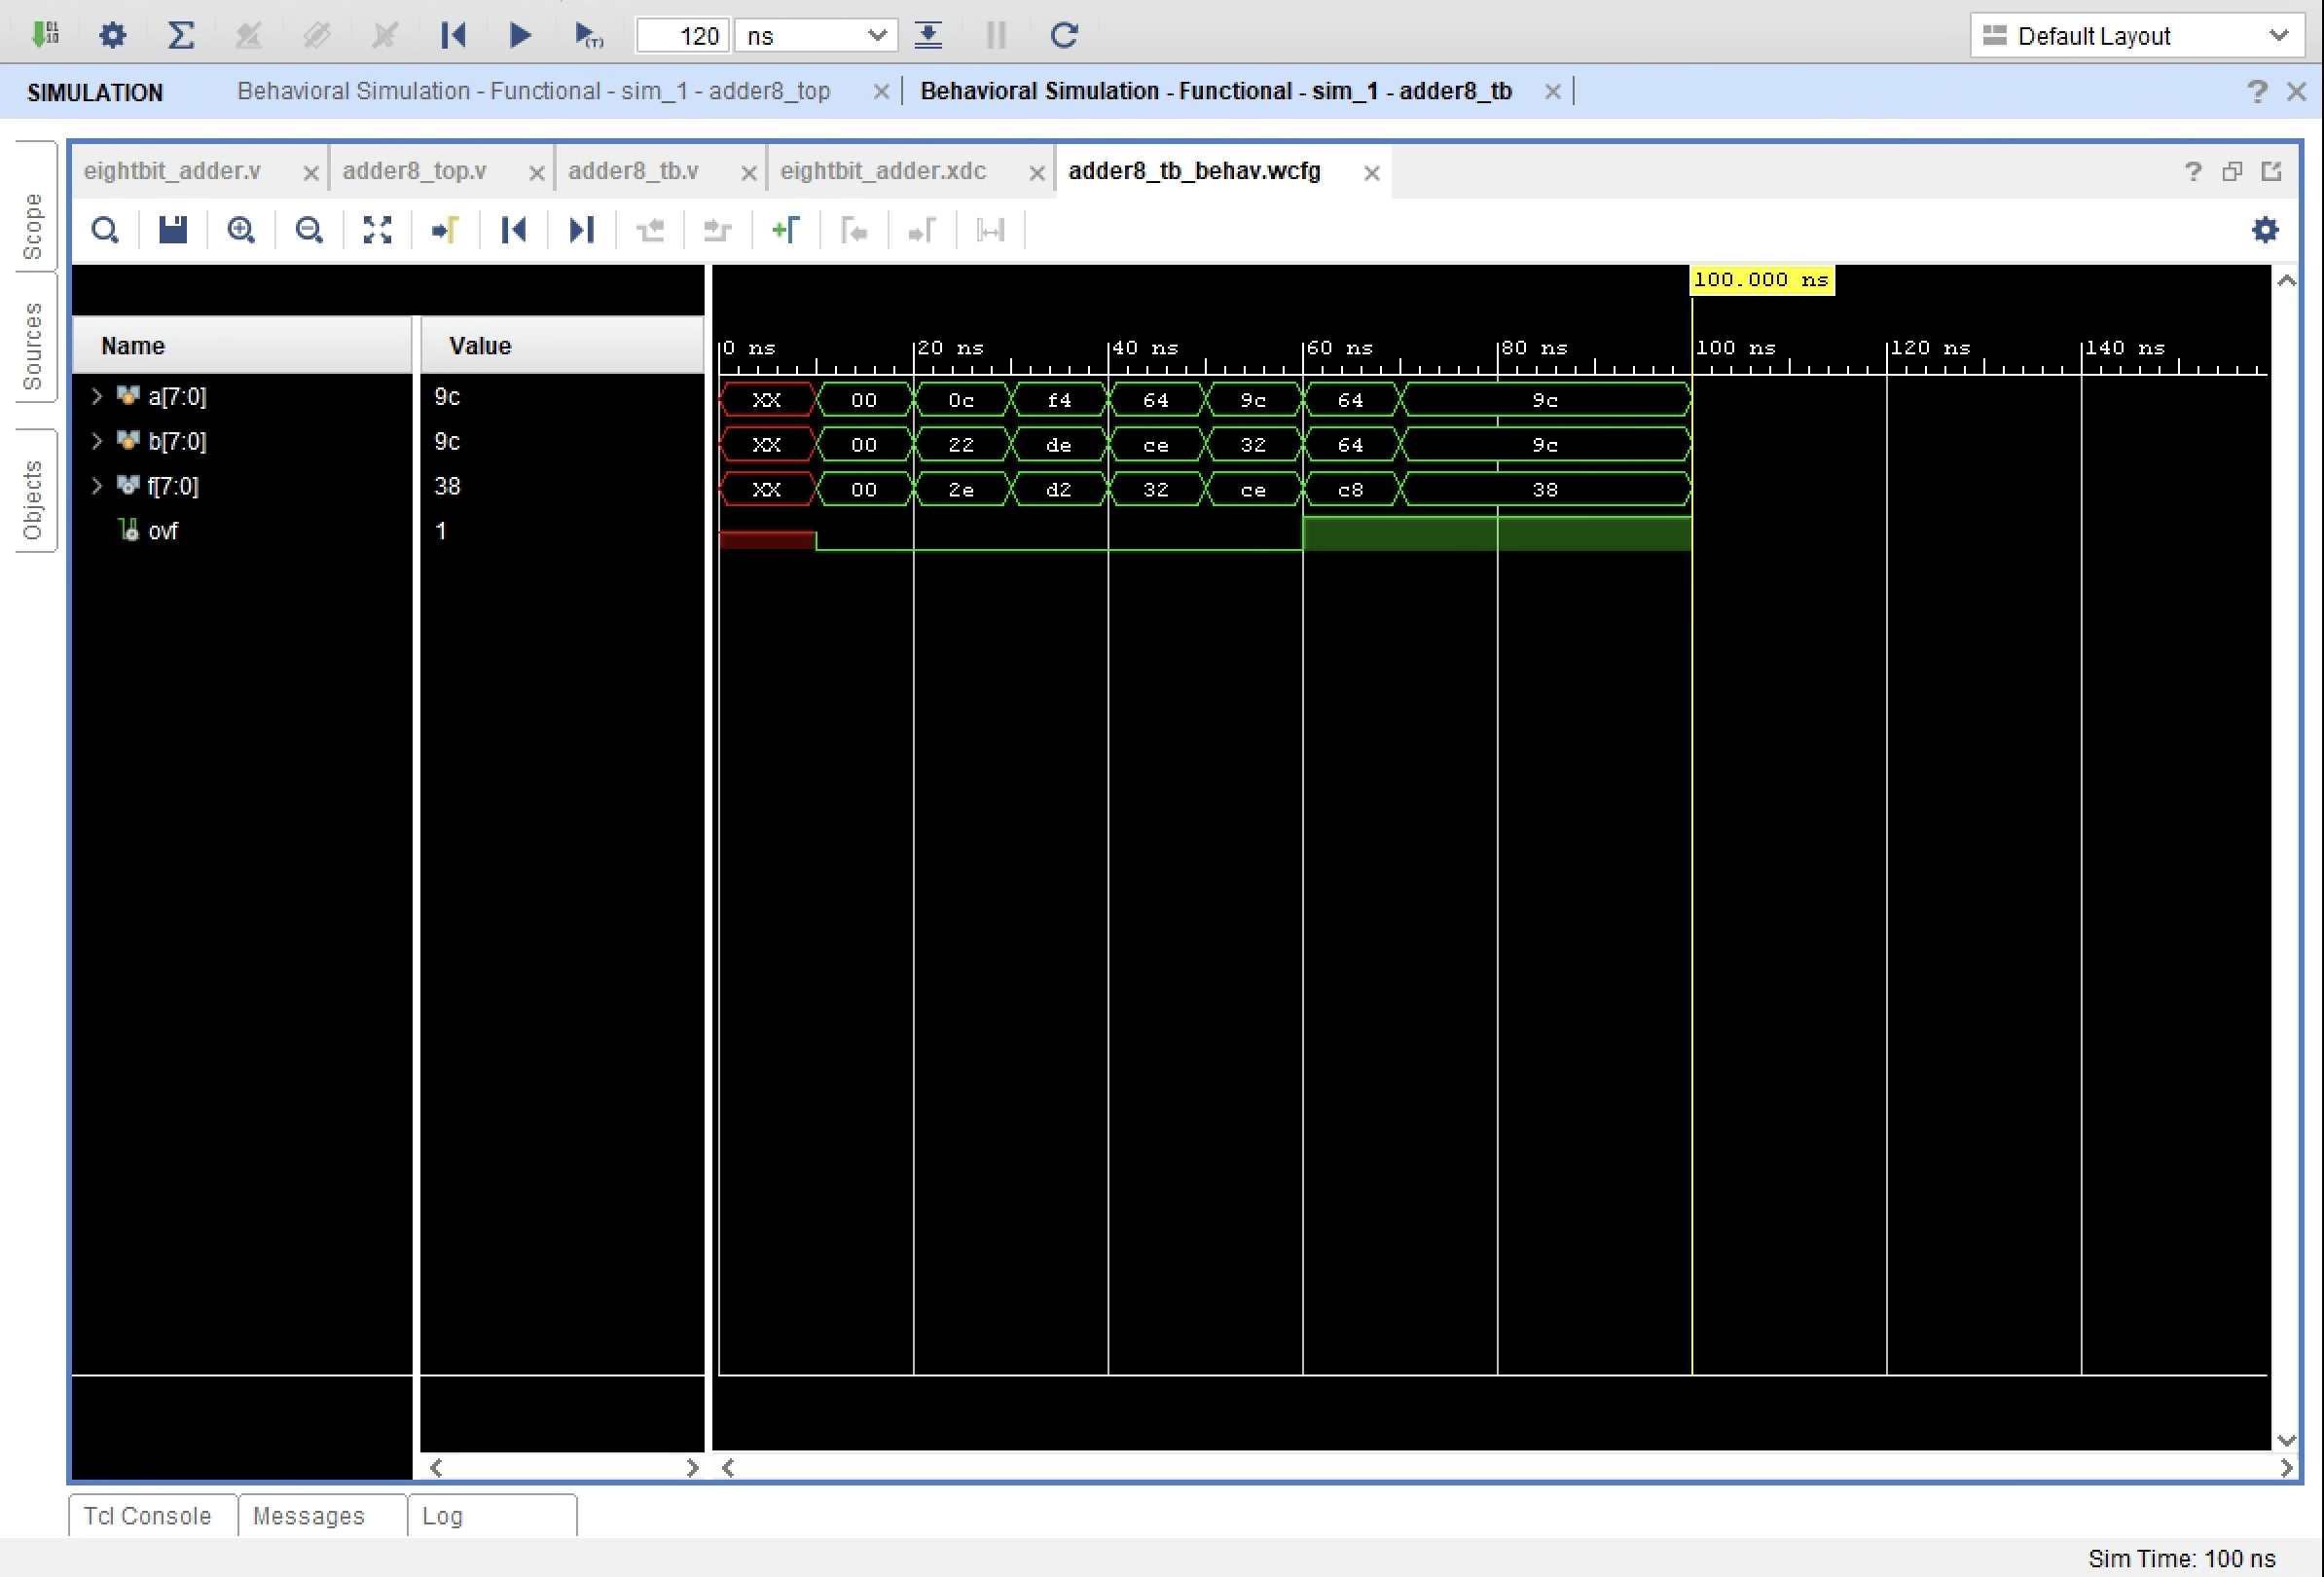 01
10
(T)
120 ns Default Layout
SIMULATION Behavioral Simulation - Functional - sim_1 - adder8_top Behavioral Simulation - Functional - sim_1 - adder8_tb ?
eightbit_adder.v adder8_top.v adder8_tb.v eightbit_adder.xdc adder8_tb_behav.wcfg ?
Scope
Sources
Objects
100.000 ns
Name Value 0 ns 20 ns 40 ns 60 ns 80 ns 100 ns 120 ns 140 ns
a[7:0] 9c XX 00 0c f4 64 9c 64 9c
b[7:0] 9c XX 00 22 de ce 32 64 9c
f[7:0] 38 XX 00 2e d2 32 ce c8 38
ovf 1
Tcl Console Messages Log
Sim Time: 100 ns